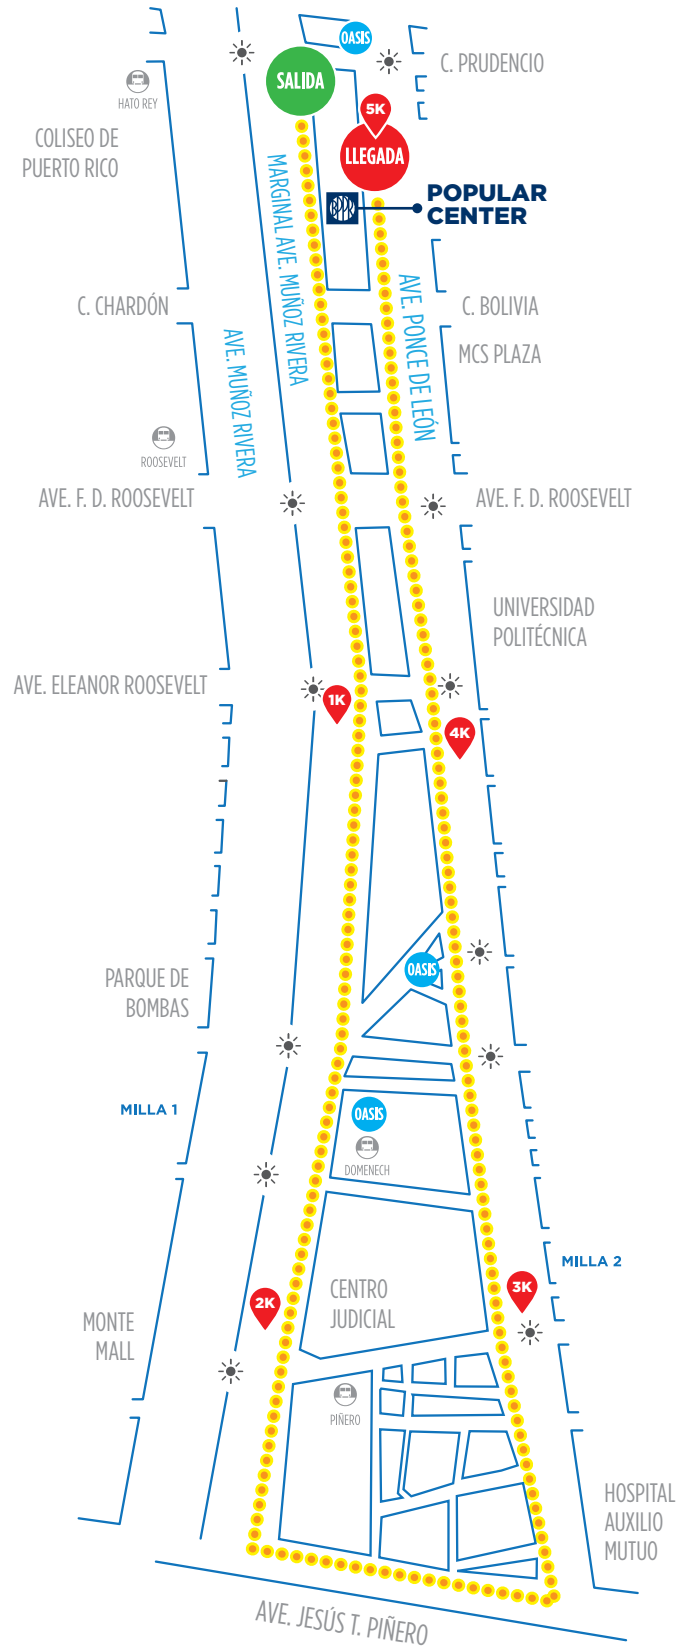 OASIS
C. PRUDENCIO
SALIDA
HATO REY
5K
COLISEO DE
PUERTO RICO
LLEGADA
POPULAR
CENTER
MARGINAL AVE. MUÑOZ RIVERA
AVE. PONCE DE LEÓN
C. CHARDÓN
C. BOLIVIA
AVE. MUÑOZ RIVERA
MCS PLAZA
ROOSEVELT
AVE. F. D. ROOSEVELT
AVE. F. D. ROOSEVELT
UNIVERSIDAD
POLITÉCNICA
AVE. ELEANOR ROOSEVELT
1K
4K
OASIS
PARQUE DE
BOMBAS
MILLA 1
OASIS
DOMENECH
MILLA 2
3K
2K
CENTRO
JUDICIAL
MONTE
MALL
PIÑERO
HOSPITAL
AUXILIO
MUTUO
AVE. JESÚS T. PIÑERO